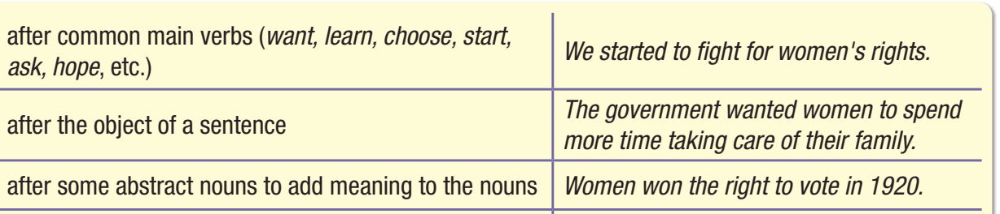 after common main verbs (want, learn, choose, start,
ask, hope, etc.)
We started to fight for women's rights.
after the object of a sentence
The government wanted women to spend
more time taking care of their family.
after some abstract nouns to add meaning to the nouns
Women won the right to vote in 1920.